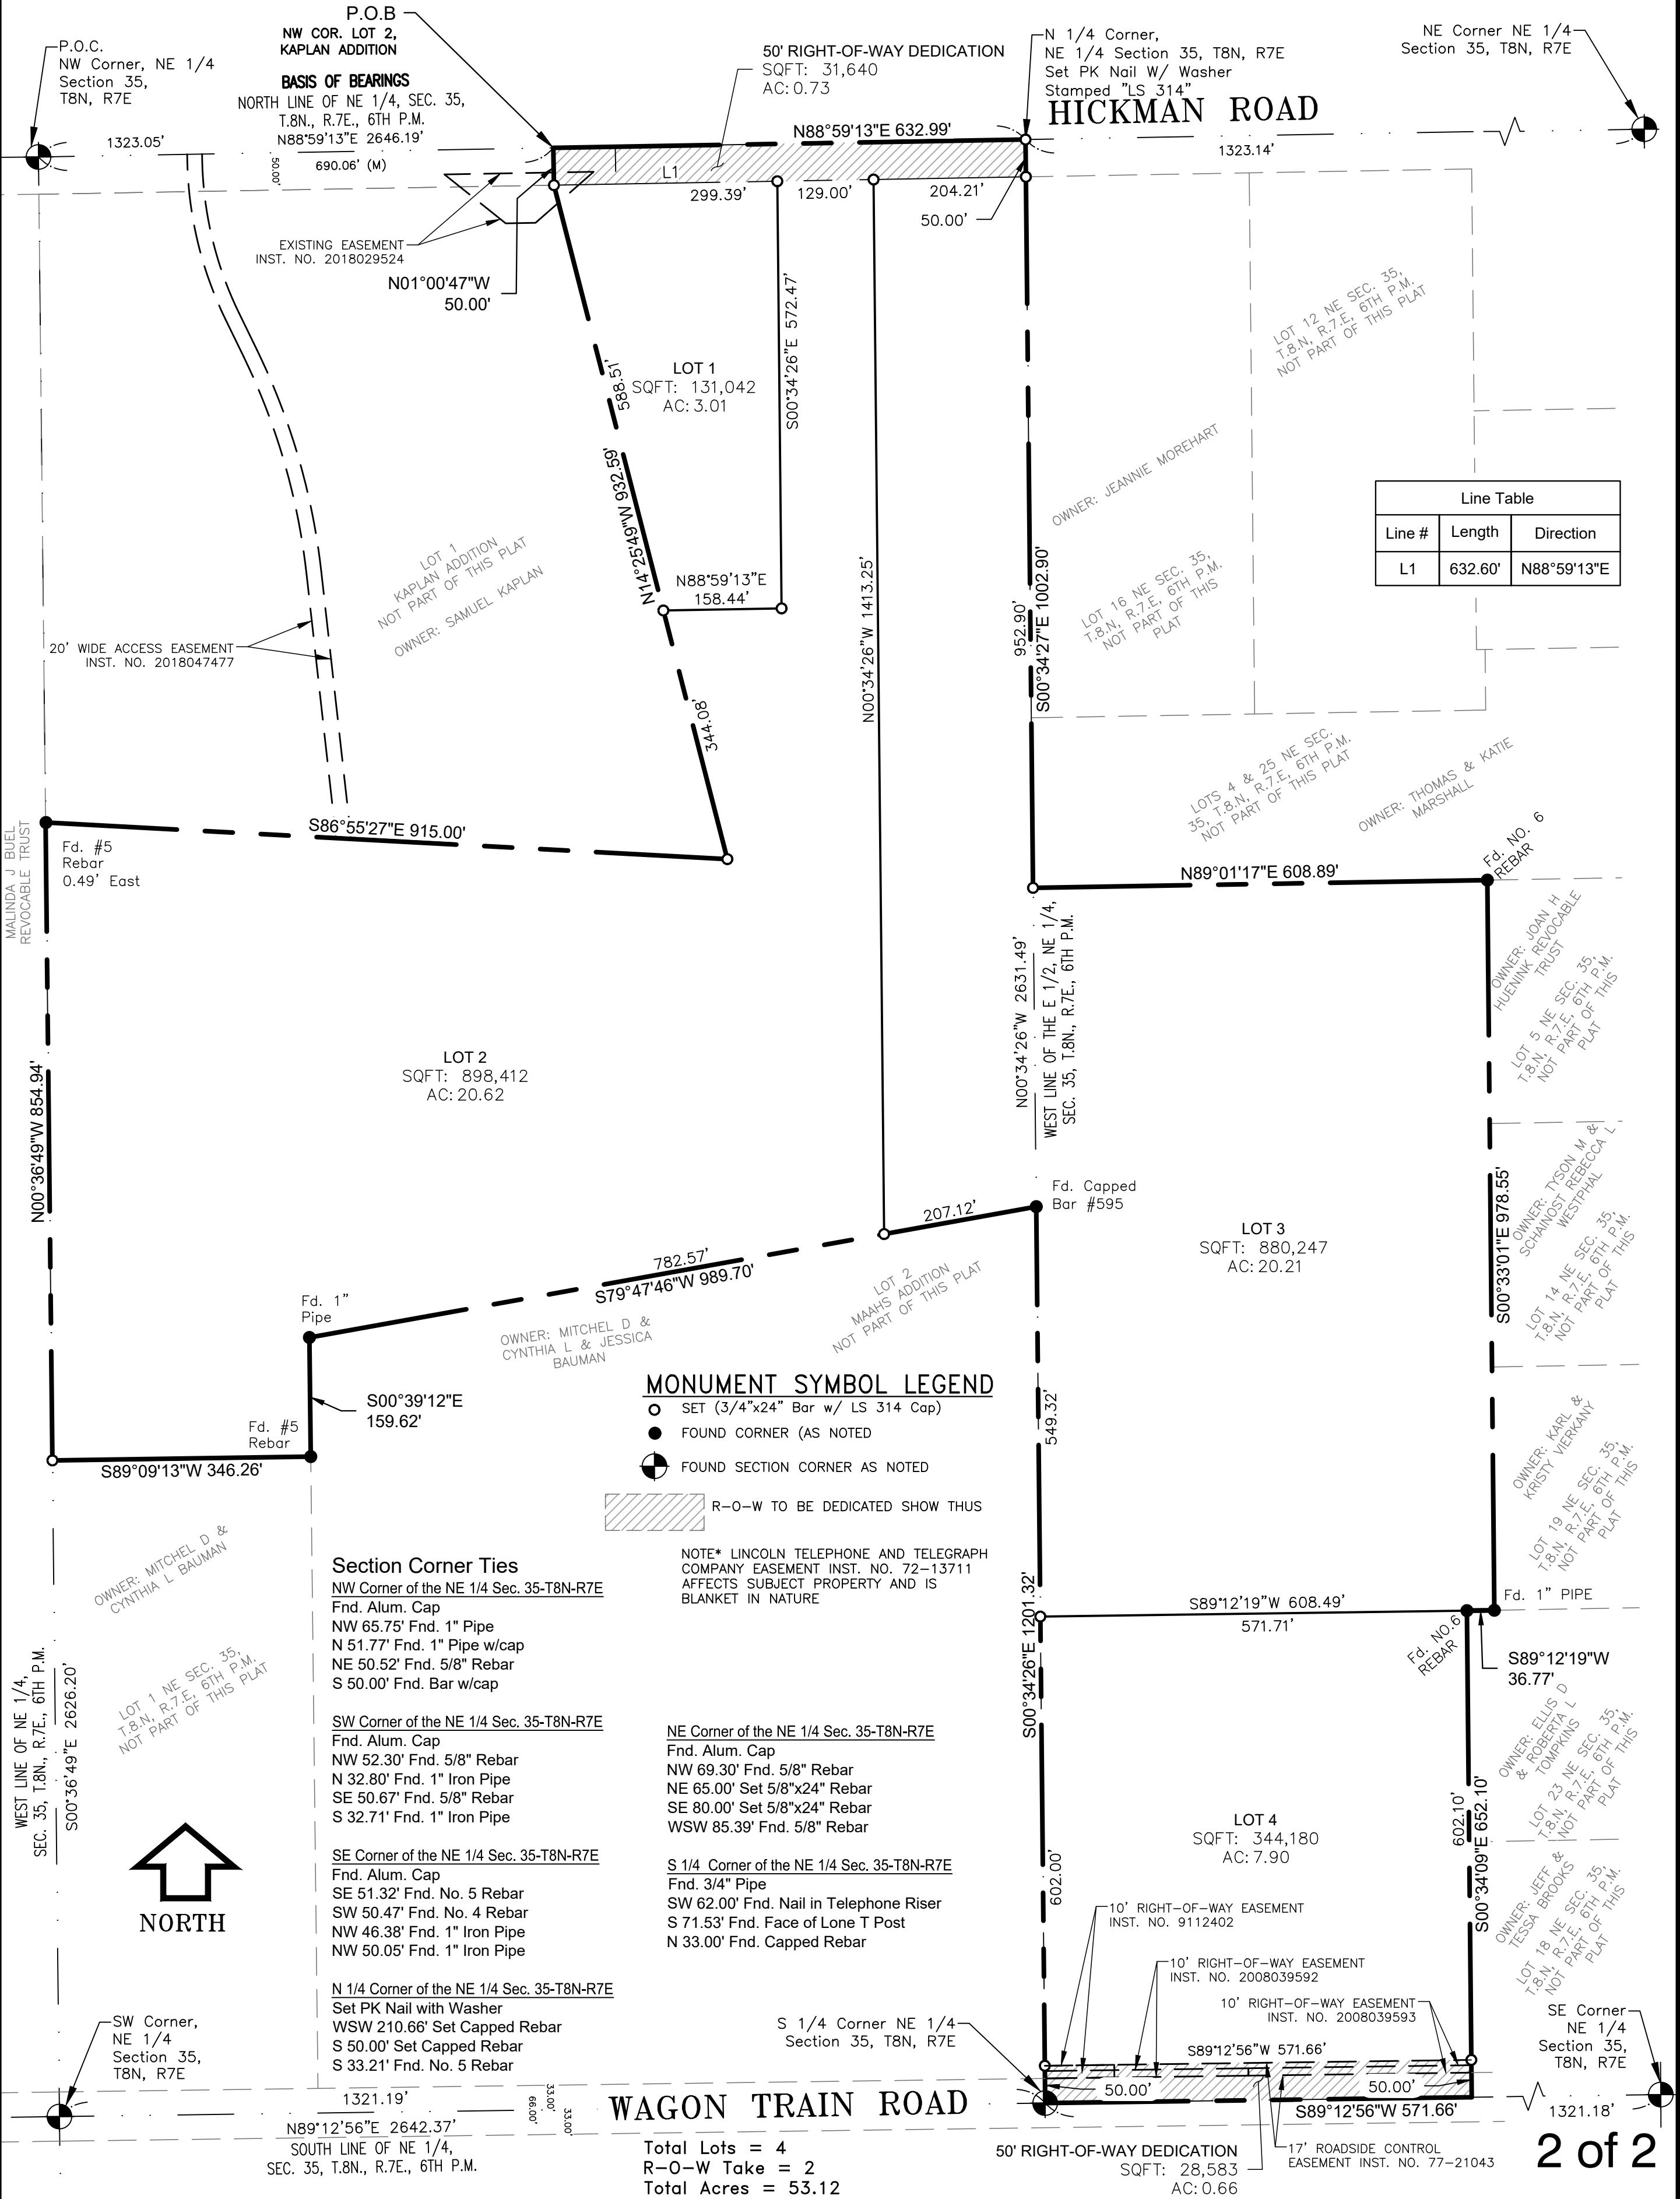 P.O.B
NW COR. LOT 2,
KAPLAN ADDITION
BASIS OF BEARINGS
NORTH LINE OF NE 1/4, SEC. 35,
T.8N., R.7E., 6TH P.M.
N88°59'13"E 2646.19'
690.06' (M)
P.O.C.
NW Corner, NE 1/4
Section 35,
T8N, R7E
1323.05'
50.00'
50' RIGHT-OF-WAY DEDICATION
SQFT: 31,640
AC: 0.73
N 1/4 Corner,
NE 1/4 Section 35, T8N, R7E
Set PK Nail W/ Washer
Stamped "LS 314"
HICKMAN ROAD
NE Cor NE 1/4
Section 35, T8N, R7E
N88°59'13"E 632.99'
1323.14'
L1
299.39'
129.00'
204.21'
50.00'
EXISTING EASEMENT
INST. NO. 2018029524
N01°00'47"W
50.00'
588.51'
LOT 1
SQFT: 131,042
AC: 3.01
S00°34'26"E 572.47'
LOT 12 NE SEC. 35,
T.8.N, R.7.E, 6TH P.M.
NOT PART OF THIS PLAT
OWNER: JEANNIE MOREHART
N14°25'49"W 932.59'
N88°59'13"E
158.44'
LOT 1
KAPLAN ADDITION
NOT PART OF THIS PLAT
OWNER: SAMUEL KAPLAN
20' WIDE ACCESS EASEMENT
INST. NO. 2018047477
344.08'
N00°34'26"W 1413.25'
952.90'
S00°34'27"E 1002.90'
LOT 16 NE SEC. 35,
T.8.N, R.7.E, 6TH P.M.
NOT PART OF THIS
PLAT
Line Table
Line # Length Direction
L1 632.60' N88°59'13"E
LOTS 4 & 25 NE SEC.
35, T.8.N, R.7.E, 6TH P.M.
NOT PART OF THIS PLAT
OWNER: THOMAS & KATIE
MARSHALL
MALINDA J BUEL
REVOCABLE TRUST
Fd. #5
Rebar
0.49' East
S86°55'27"E 915.00'
N89°01'17"E 608.89'
Fd. NO. 6
REBAR
OWNER: JOAN H
HUENINK REVOCABLE
TRUST
LOT 5 NE SEC. 35,
T.8.N, R.7.E, 6TH P.M.
NOT PART OF THIS
PLAT
N00°34'26"W 2631.49'
WEST LINE OF THE E 1/2, NE 1/4,
SEC. 35, T.8N., R.7E., 6TH P.M.
LOT 2
SQFT: 898,412
AC: 20.62
N00°36'49"W 854.94'
Fd. Capped
Bar #595
207.12'
782.57'
S79°47'46"W 989.70'
LOT 3
SQFT: 880,247
AC: 20.21
S00°33'01"E 978.55'
OWNER: TYSON M &
SCHAINOST REBECCA L
WESTPHAL
LOT 14 NE SEC. 35,
T.8.N, R.7.E, 6TH P.M.
NOT PART OF THIS
PLAT
Fd. 1"
Pipe
OWNER: MITCHEL D &
CYNTHIA L & JESSICA
BAUMAN
LOT 2
MAAHS ADDITION
NOT PART OF THIS PLAT
S00°39'12"E
159.62'
Fd. #5
Rebar
S89°09'13"W 346.26'
MONUMENT SYMBOL LEGEND
SET (3/4"x24" Bar w/ LS 314 Cap)
FOUND CORNER (AS NOTED
FOUND SECTION CORNER AS NOTED
R-O-W TO BE DEDICATED SHOW THUS
NOTE* LINCOLN TELEPHONE AND TELEGRAPH
COMPANY EASEMENT INST. NO. 72-13711
AFFECTS SUBJECT PROPERTY AND IS
BLANKET IN NATURE
549.32'
OWNER: KARL &
KRISTY VIERKANY
LOT 19 NE SEC. 35,
T.8.N, R.7.E, 6TH P.M.
NOT PART OF THIS
PLAT
OWNER: MITCHEL D &
CYNTHIA L BAUMAN
LOT 1 NE SEC. 35,
T.8.N, R.7.E, 6TH P.M.
NOT PART OF THIS PLAT
WEST LINE OF NE 1/4,
SEC. 35, T.8N., R.7E., 6TH P.M.
S00°36'49"E 2626.20'
Section Corner Ties
NW Corner of the NE 1/4 Sec. 35-T8N-R7E
Fnd. Alum. Cap
NW 65.75' Fnd. 1" Pipe
N 51.77' Fnd. 1" Pipe w/cap
NE 50.52' Fnd. 5/8" Rebar
S 50.00' Fnd. Bar w/cap
SW Corner of the NE 1/4 Sec. 35-T8N-R7E
Fnd. Alum. Cap
NW 52.30' Fnd. 5/8" Rebar
N 32.80' Fnd. 1" Iron Pipe
SE 50.67' Fnd. 5/8" Rebar
S 32.71' Fnd. 1" Iron Pipe
SE Corner of the NE 1/4 Sec. 35-T8N-R7E
Fnd. Alum. Cap
SE 51.32' Fnd. No. 5 Rebar
SW 50.47' Fnd. No. 4 Rebar
NW 46.38' Fnd. 1" Iron Pipe
NW 50.05' Fnd. 1" Iron Pipe
N 1/4 Corner of the NE 1/4 Sec. 35-T8N-R7E
Set PK Nail with Washer
WSW 210.66' Set Capped Rebar
S 50.00' Set Capped Rebar
S 33.21' Fnd. No. 5 Rebar
NE Corner of the NE 1/4 Sec. 35-T8N-R7E
Fnd. Alum. Cap
NW 69.30' Fnd. 5/8" Rebar
NE 65.00' Set 5/8"x24" Rebar
SE 80.00' Set 5/8"x24" Rebar
WSW 85.39' Fnd. 5/8" Rebar
S 1/4 Corner of the NE 1/4 Sec. 35-T8N-R7E
Fnd. 3/4" Pipe
SW 62.00' Fnd. Nail in Telephone Riser
S 71.53' Fnd. Face of Lone T Post
N 33.00' Fnd. Capped Rebar
S00°34'26"E 1201.32'
S89°12'19"W 608.49'
571.71'
Fd. 1" PIPE
Fd. NO.6
REBAR
S89°12'19"W
36.77'
OWNER: ELLIS D
& ROBERTA L
TOMPKINS
LOT 23 NE SEC. 35,
T.8.N, R.7.E, 6TH P.M.
NOT PART OF THIS
PLAT
LOT 4
SQFT: 344,180
AC: 7.90
602.10'
S00°34'09"E 652.10'
602.00'
OWNER: JEFF &
TESSA BROOKS
LOT 18 NE SEC. 35,
T.8.N, R.7.E, 6TH P.M.
NOT PART OF THIS
PLAT
10' RIGHT-OF-WAY EASEMENT
INST. NO. 9112402
10' RIGHT-OF-WAY EASEMENT
INST. NO. 2008039592
10' RIGHT-OF-WAY EASEMENT
INST. NO. 2008039593
NORTH
SW Corner,
NE 1/4
Section 35,
T8N, R7E
S 1/4 Corner NE 1/4
Section 35, T8N, R7E
S89°12'56"W 571.66'
SE Corner
NE 1/4
Section 35,
T8N, R7E
50.00'
50.00'
1321.19'
33.00'
66.00'
33.00'
WAGON TRAIN ROAD
S89°12'56"W 571.66'
1321.18'
N89°12'56"E 2642.37'
SOUTH LINE OF NE 1/4,
SEC. 35, T.8N., R.7E., 6TH P.M.
Total Lots = 4
R-O-W Take = 2
Total Acres = 53.12
50' RIGHT-OF-WAY DEDICATION
SQFT: 28,583
AC: 0.66
17' ROADSIDE CONTROL
EASEMENT INST. NO. 77-21043
2 of 2